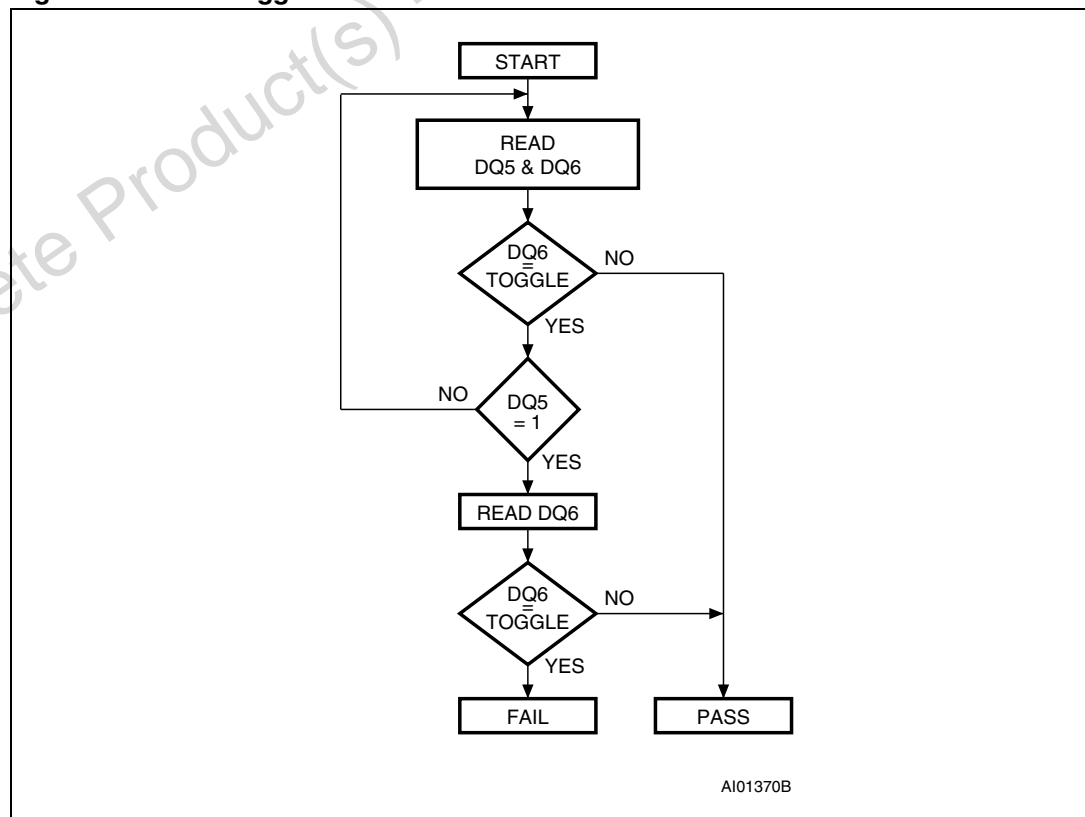 START
READ
DQ5 & DQ6
DQ6
=
TOGGLE
NO
YES
NO
DQ5
= 1
YES
READ DQ6
DQ6
=
TOGGLE
NO
YES
FAIL
PASS
AI01370B
Product(s)